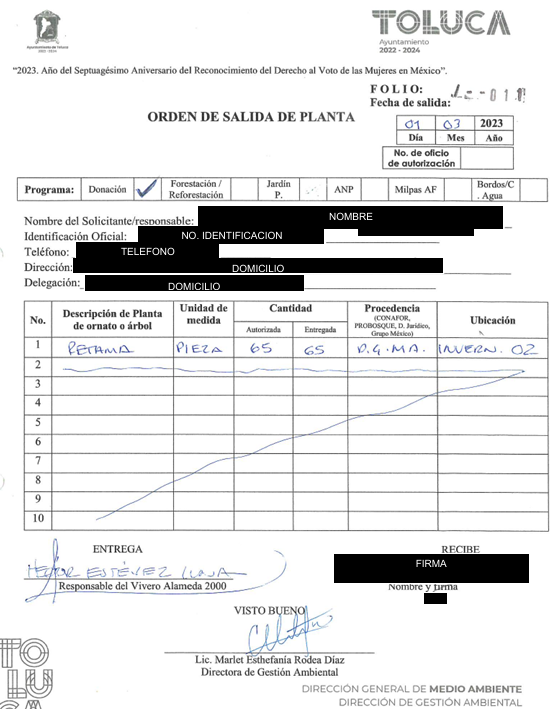 Ayuntamiento de Toluca
2022 - 2024
TOLUCA
Ayuntamiento
2022 - 2024
“2023. Año del Septuagésimo Aniversario del Reconocimiento del Derecho al Voto de las Mujeres en México”.
FOLIO:
Fecha de salida:
ORDEN DE SALIDA DE PLANTA
01 03 2023
Día Mes Año
No. de oficio
de autorización
Programa: Donación ✓ Forestación / Reforestación Jardín P. ANP Milpas AF Bordos/C. Agua
Nombre del Solicitante/responsable: NOMBRE
Identificación Oficial: NO. IDENTIFICACION
Teléfono: TELEFONO
Dirección: DOMICILIO
Delegación: DOMICILIO
No. Descripción de Planta de ornato o árbol Unidad de medida Cantidad Procedencia (CONAFOR, PROBOSQUE, D. Jurídico, Grupo México) Ubicación
Autorizada Entregada
1 RETAMA PIEZA 65 65 D.G.MA. INVERN. 02
2
3
4
5
6
7
8
9
10
ENTREGA RECIBE
FIRMA
HECTOR ESTÉVEZ LUNA
Responsable del Vivero Alameda 2000 Nombre y firma
VISTO BUENO
Lic. Marlet Esthefanía Rodea Díaz
Directora de Gestión Ambiental
TOLUCA
DIRECCIÓN GENERAL DE MEDIO AMBIENTE
DIRECCIÓN DE GESTIÓN AMBIENTAL